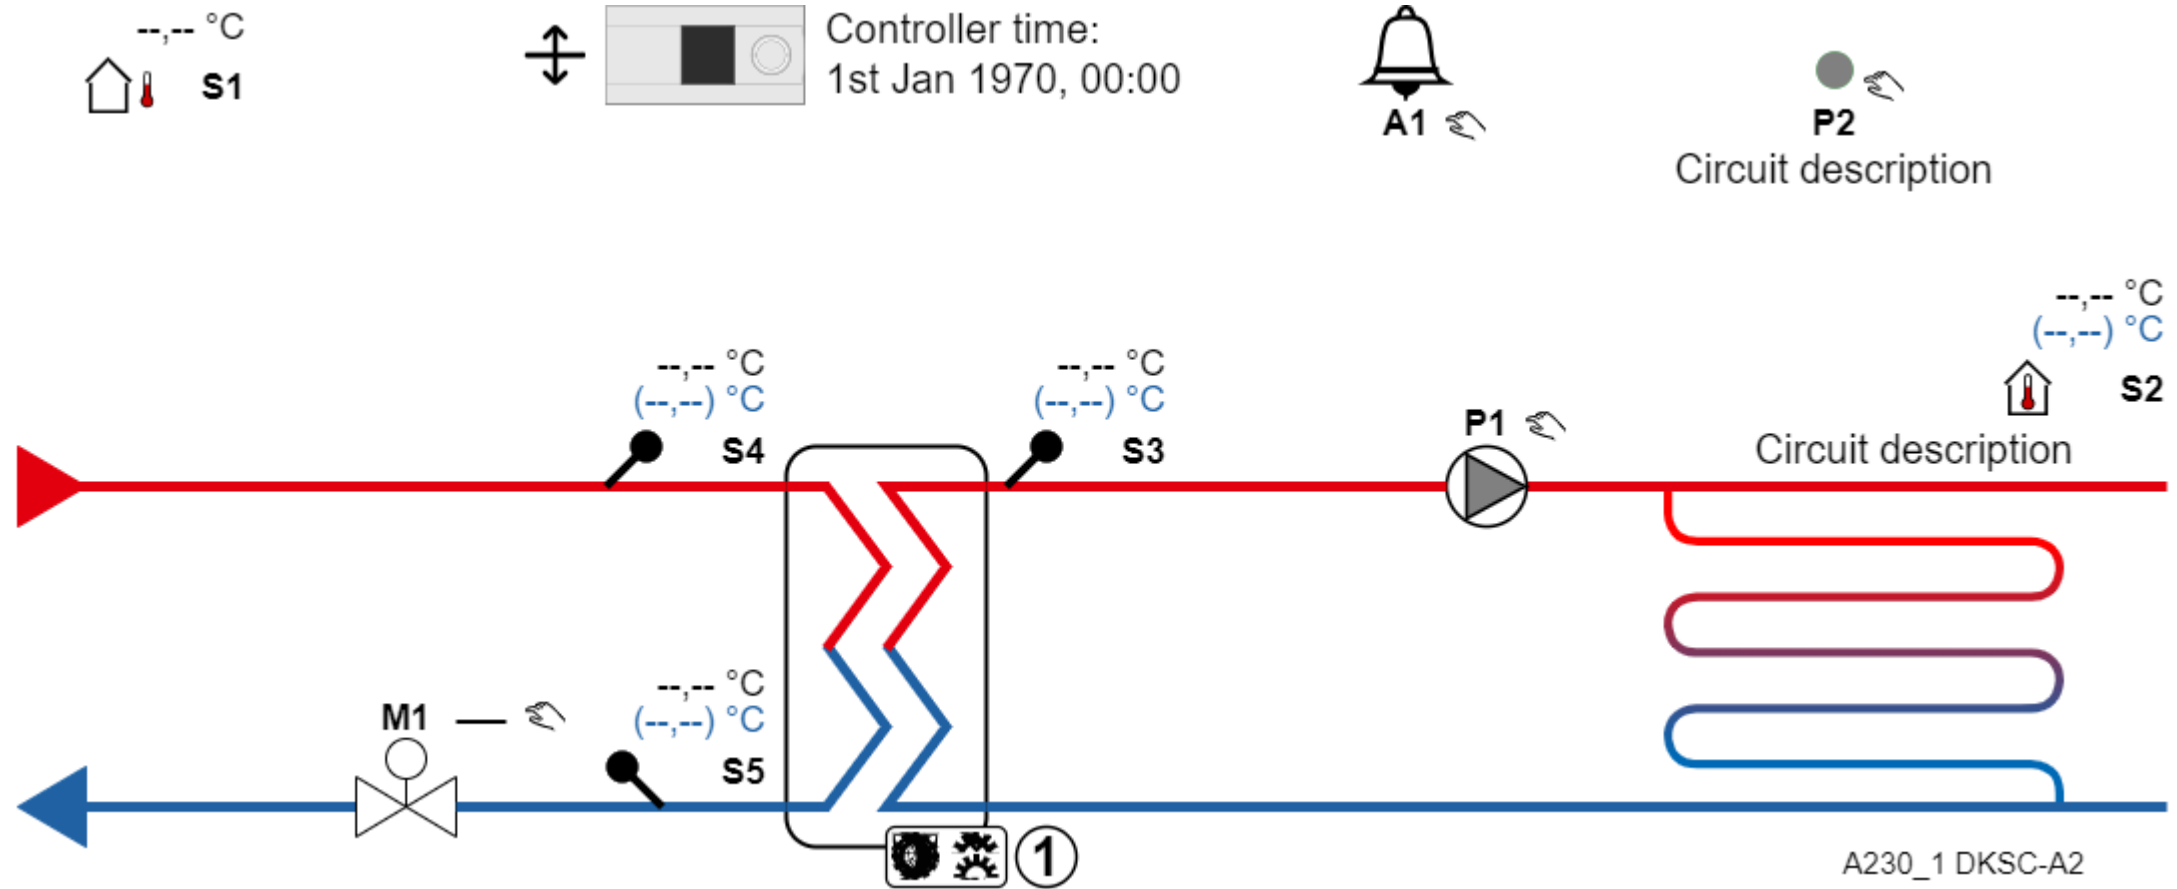 --,-- °C
S1
Controller time:
1st Jan 1970, 00:00
A1
P2
Circuit description
--,-- °C
(--,--) °C
S2
--,-- °C
(--,--) °C
S4
--,-- °C
(--,--) °C
S3
P1
Circuit description
--,-- °C
(--,--) °C
S5
M1 —
1
A230_1 DKSC-A2